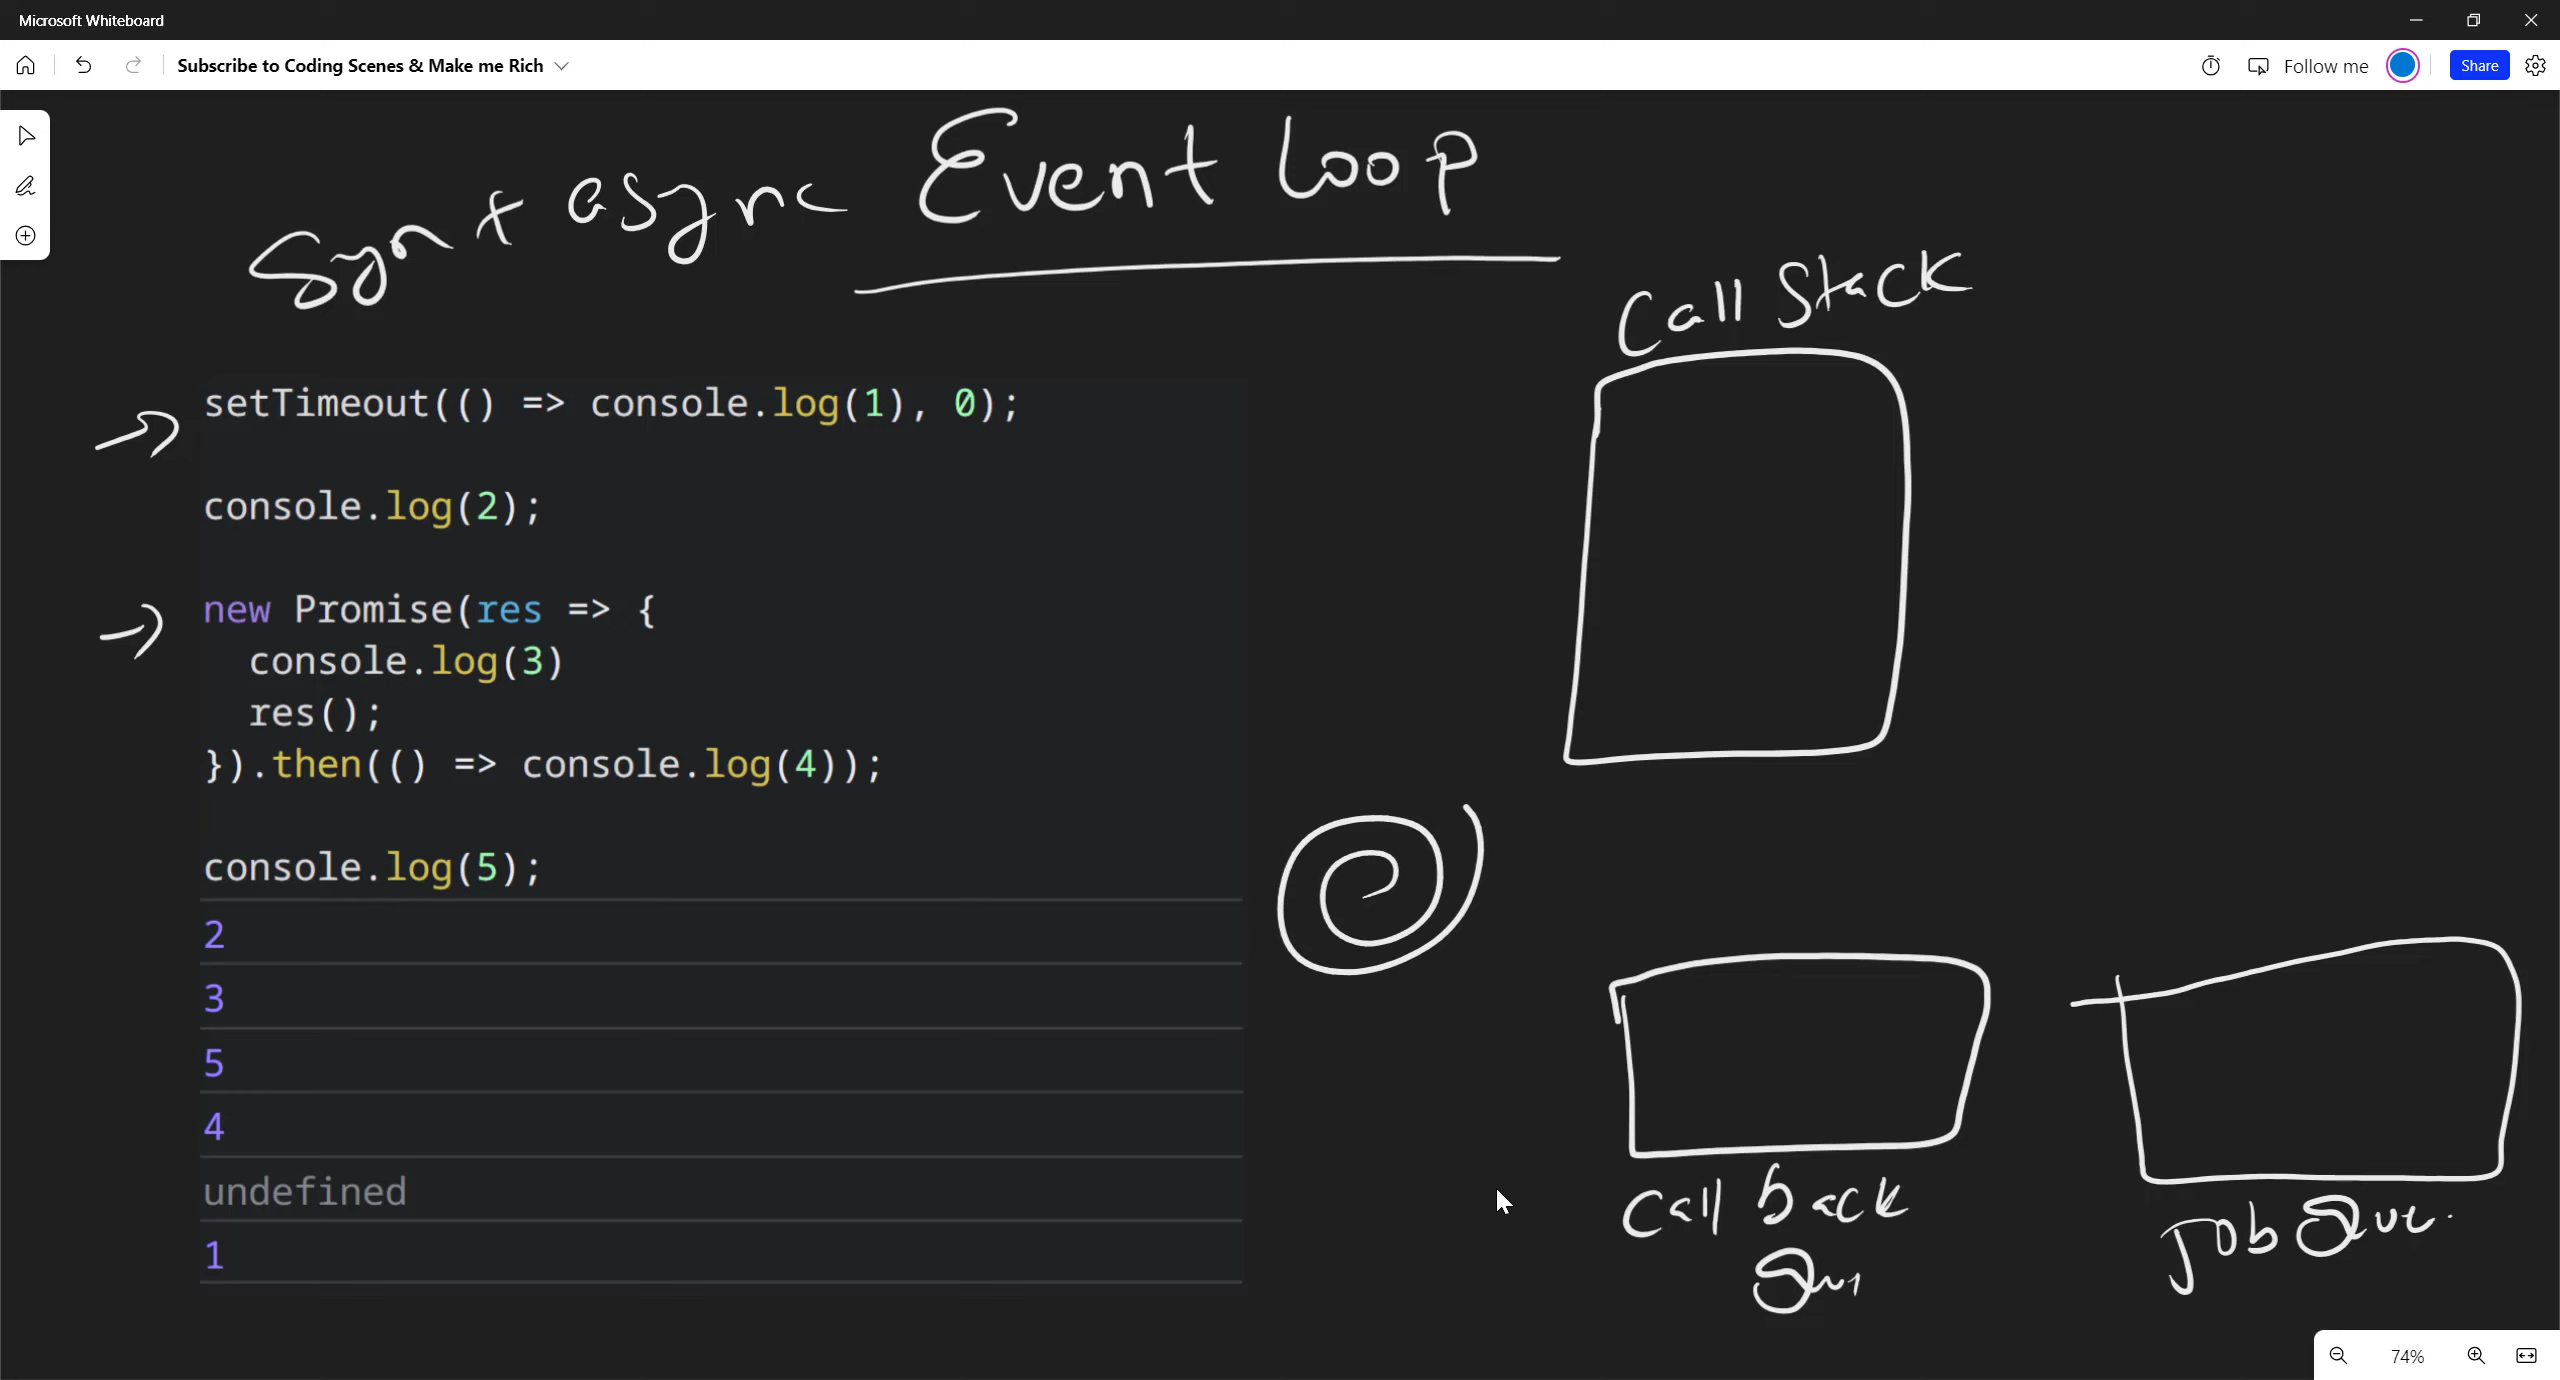 Microsoft Whiteboard
Subscribe to Coding Scenes & Make me Rich
Follow me
Share
Syn + async Event Loop
Call Stack
setTimeout(() => console.log(1), 0);
console.log(2);
new Promise(res => {
console.log(3)
res();
}).then(() => console.log(4));
console.log(5);
2
3
5
4
undefined
1
Call back
Job Que.
74%